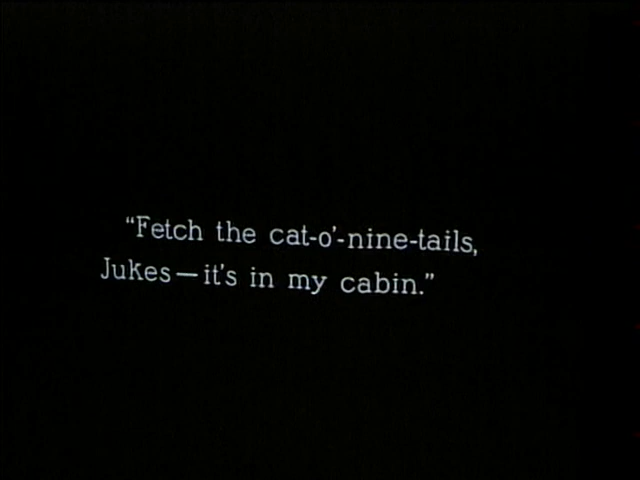 “Fetch the cat-o'-nine-tails,
Jukes—it's in my cabin.”